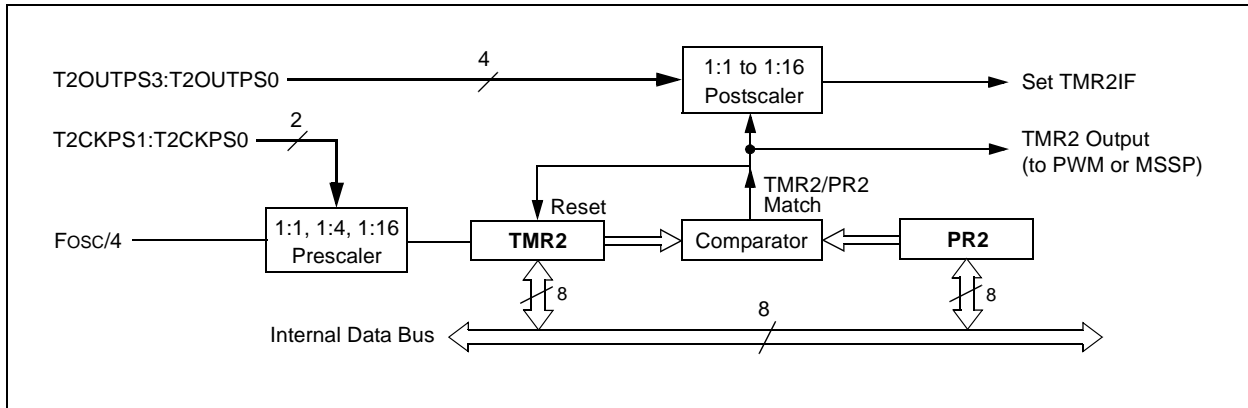 T2OUTPS3:T2OUTPS0
4
1:1 to 1:16
Postscaler
Set TMR2IF
T2CKPS1:T2CKPS0
2
TMR2 Output
(to PWM or MSSP)
TMR2/PR2
Match
Reset
FOSC/4
1:1, 1:4, 1:16
Prescaler
TMR2
Comparator
PR2
8
8
Internal Data Bus
8